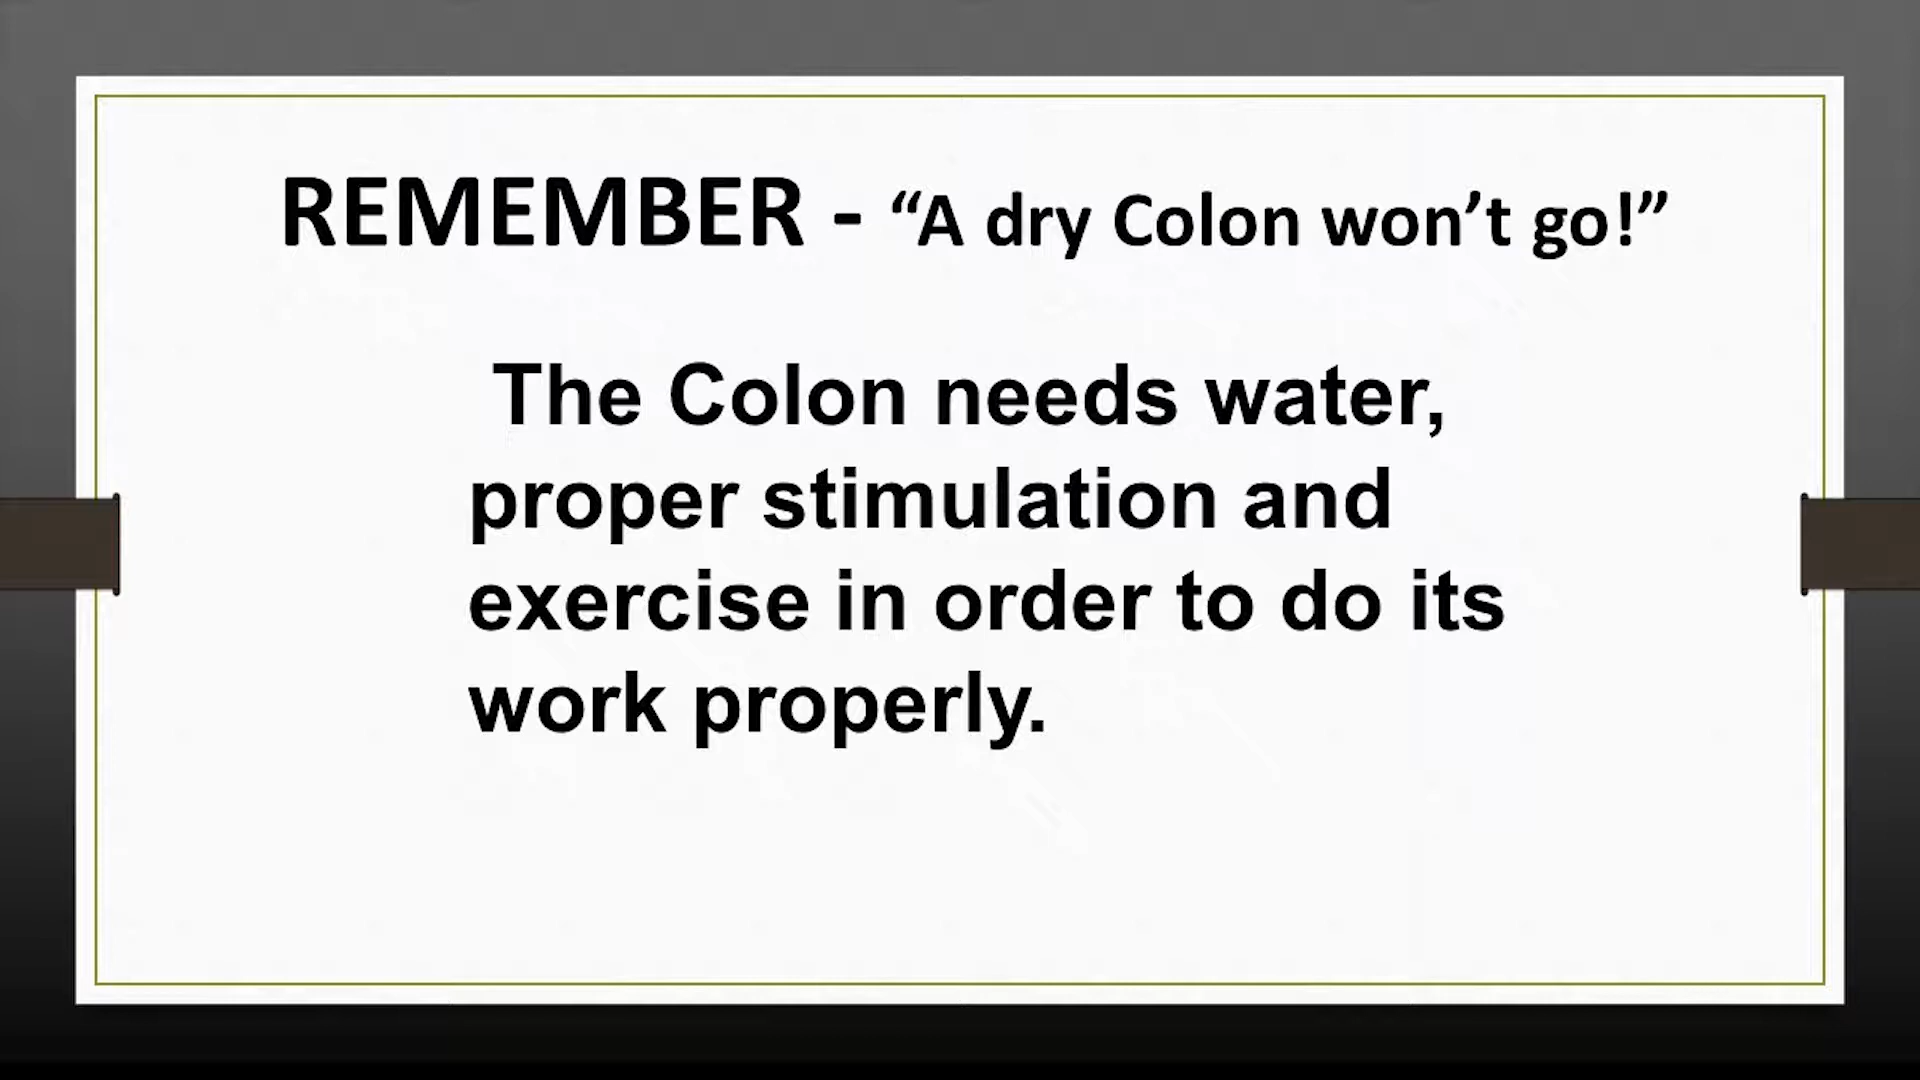 REMEMBER - “A dry Colon won’t go!”
The Colon needs water,
proper stimulation and
exercise in order to do its
work properly.